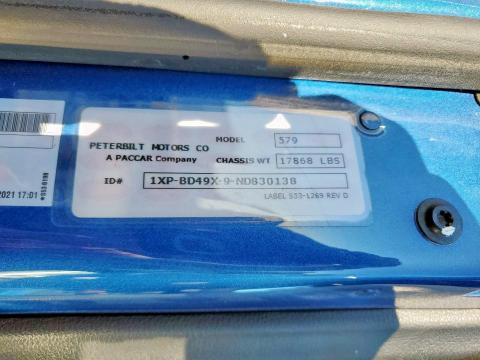 PETERBILT MOTORS CO
A PACCAR Company
MODEL 579
CHASSIS WT 17868 LBS
ID# 1XP-BD49X-9-ND830138
LABEL S33-1269 REV D
2021 17:01